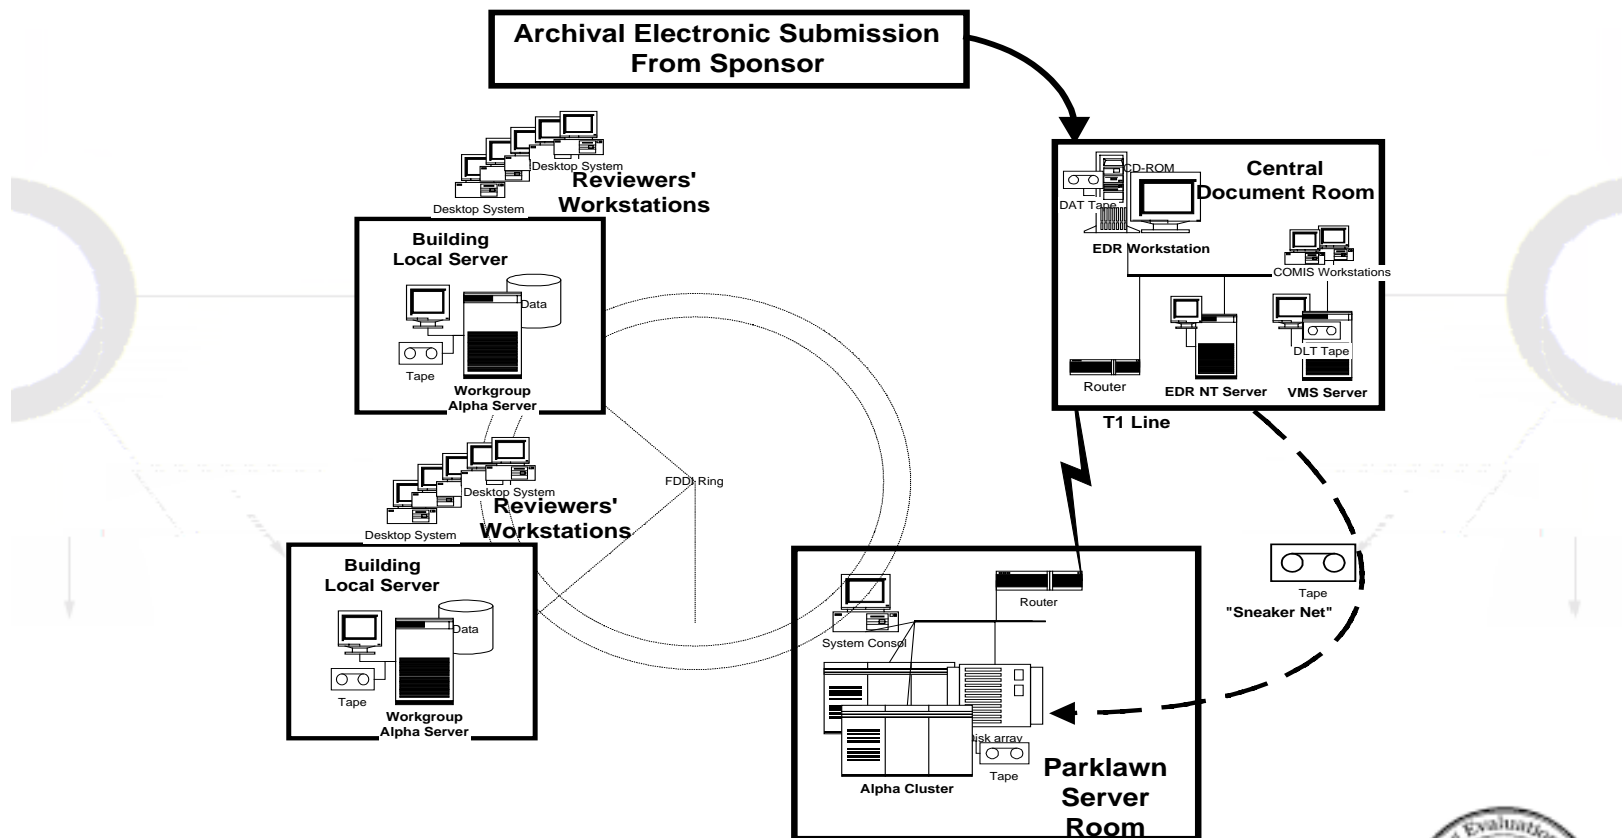 Archival Electronic Submission
From Sponsor
Desktop System
Reviewers'
Workstations
Desktop System
Building
Local Server
Data
Tape
Workgroup
Alpha Server
CD-ROM
DAT Tape
Central
Document Room
EDR Workstation
COMIS Workstations
DLT Tape
Router
EDR NT Server
VMS Server
T1 Line
FDDI Ring
Desktop System
Reviewers'
Workstations
Desktop System
Building
Local Server
Data
Tape
Workgroup
Alpha Server
Router
System Consol
Disk array
Tape
Alpha Cluster
Parklawn
Server
Room
Tape
"Sneaker Net"
Evaluation